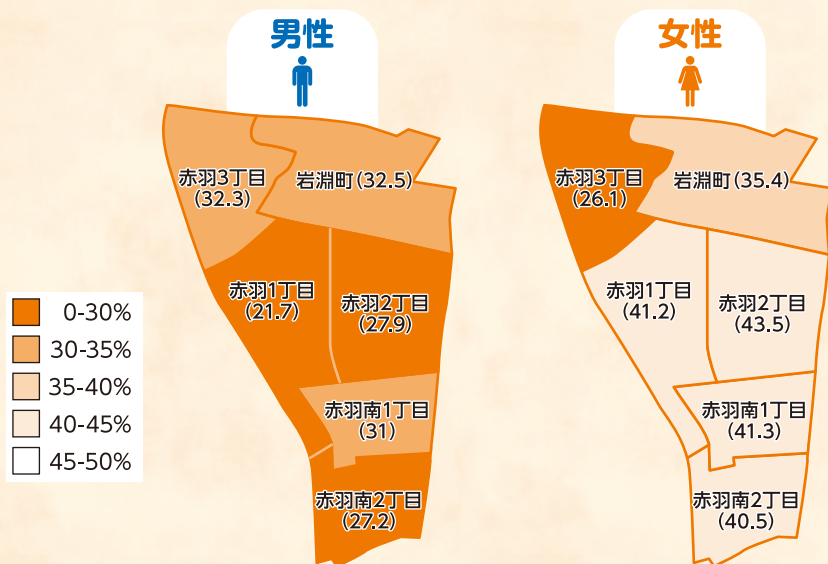 男性
赤羽3丁目
(32.3)
岩淵町(32.5)
赤羽1丁目
(21.7)
赤羽2丁目
(27.9)
赤羽南1丁目
(31)
赤羽南2丁目
(27.2)
女性
赤羽3丁目
(26.1)
岩淵町(35.4)
赤羽1丁目
(41.2)
赤羽2丁目
(43.5)
赤羽南1丁目
(41.3)
赤羽南2丁目
(40.5)
0-30%
30-35%
35-40%
40-45%
45-50%